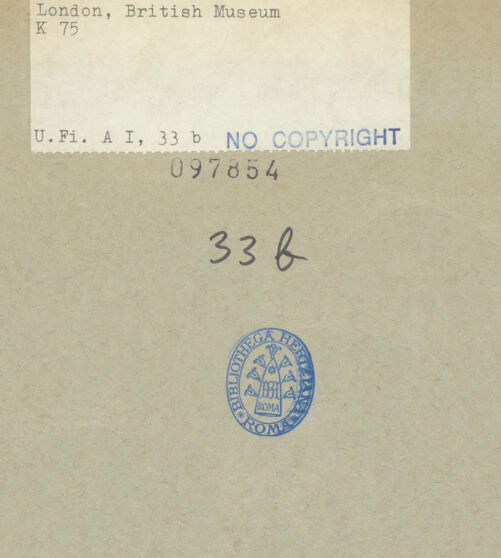 London, British Museum
K 75
U.Fi. A I, 33 b NO COPYRIGHT
097854
33 b
BIBLIOTHECA HERTZIANA
ROMA
* ROMA *